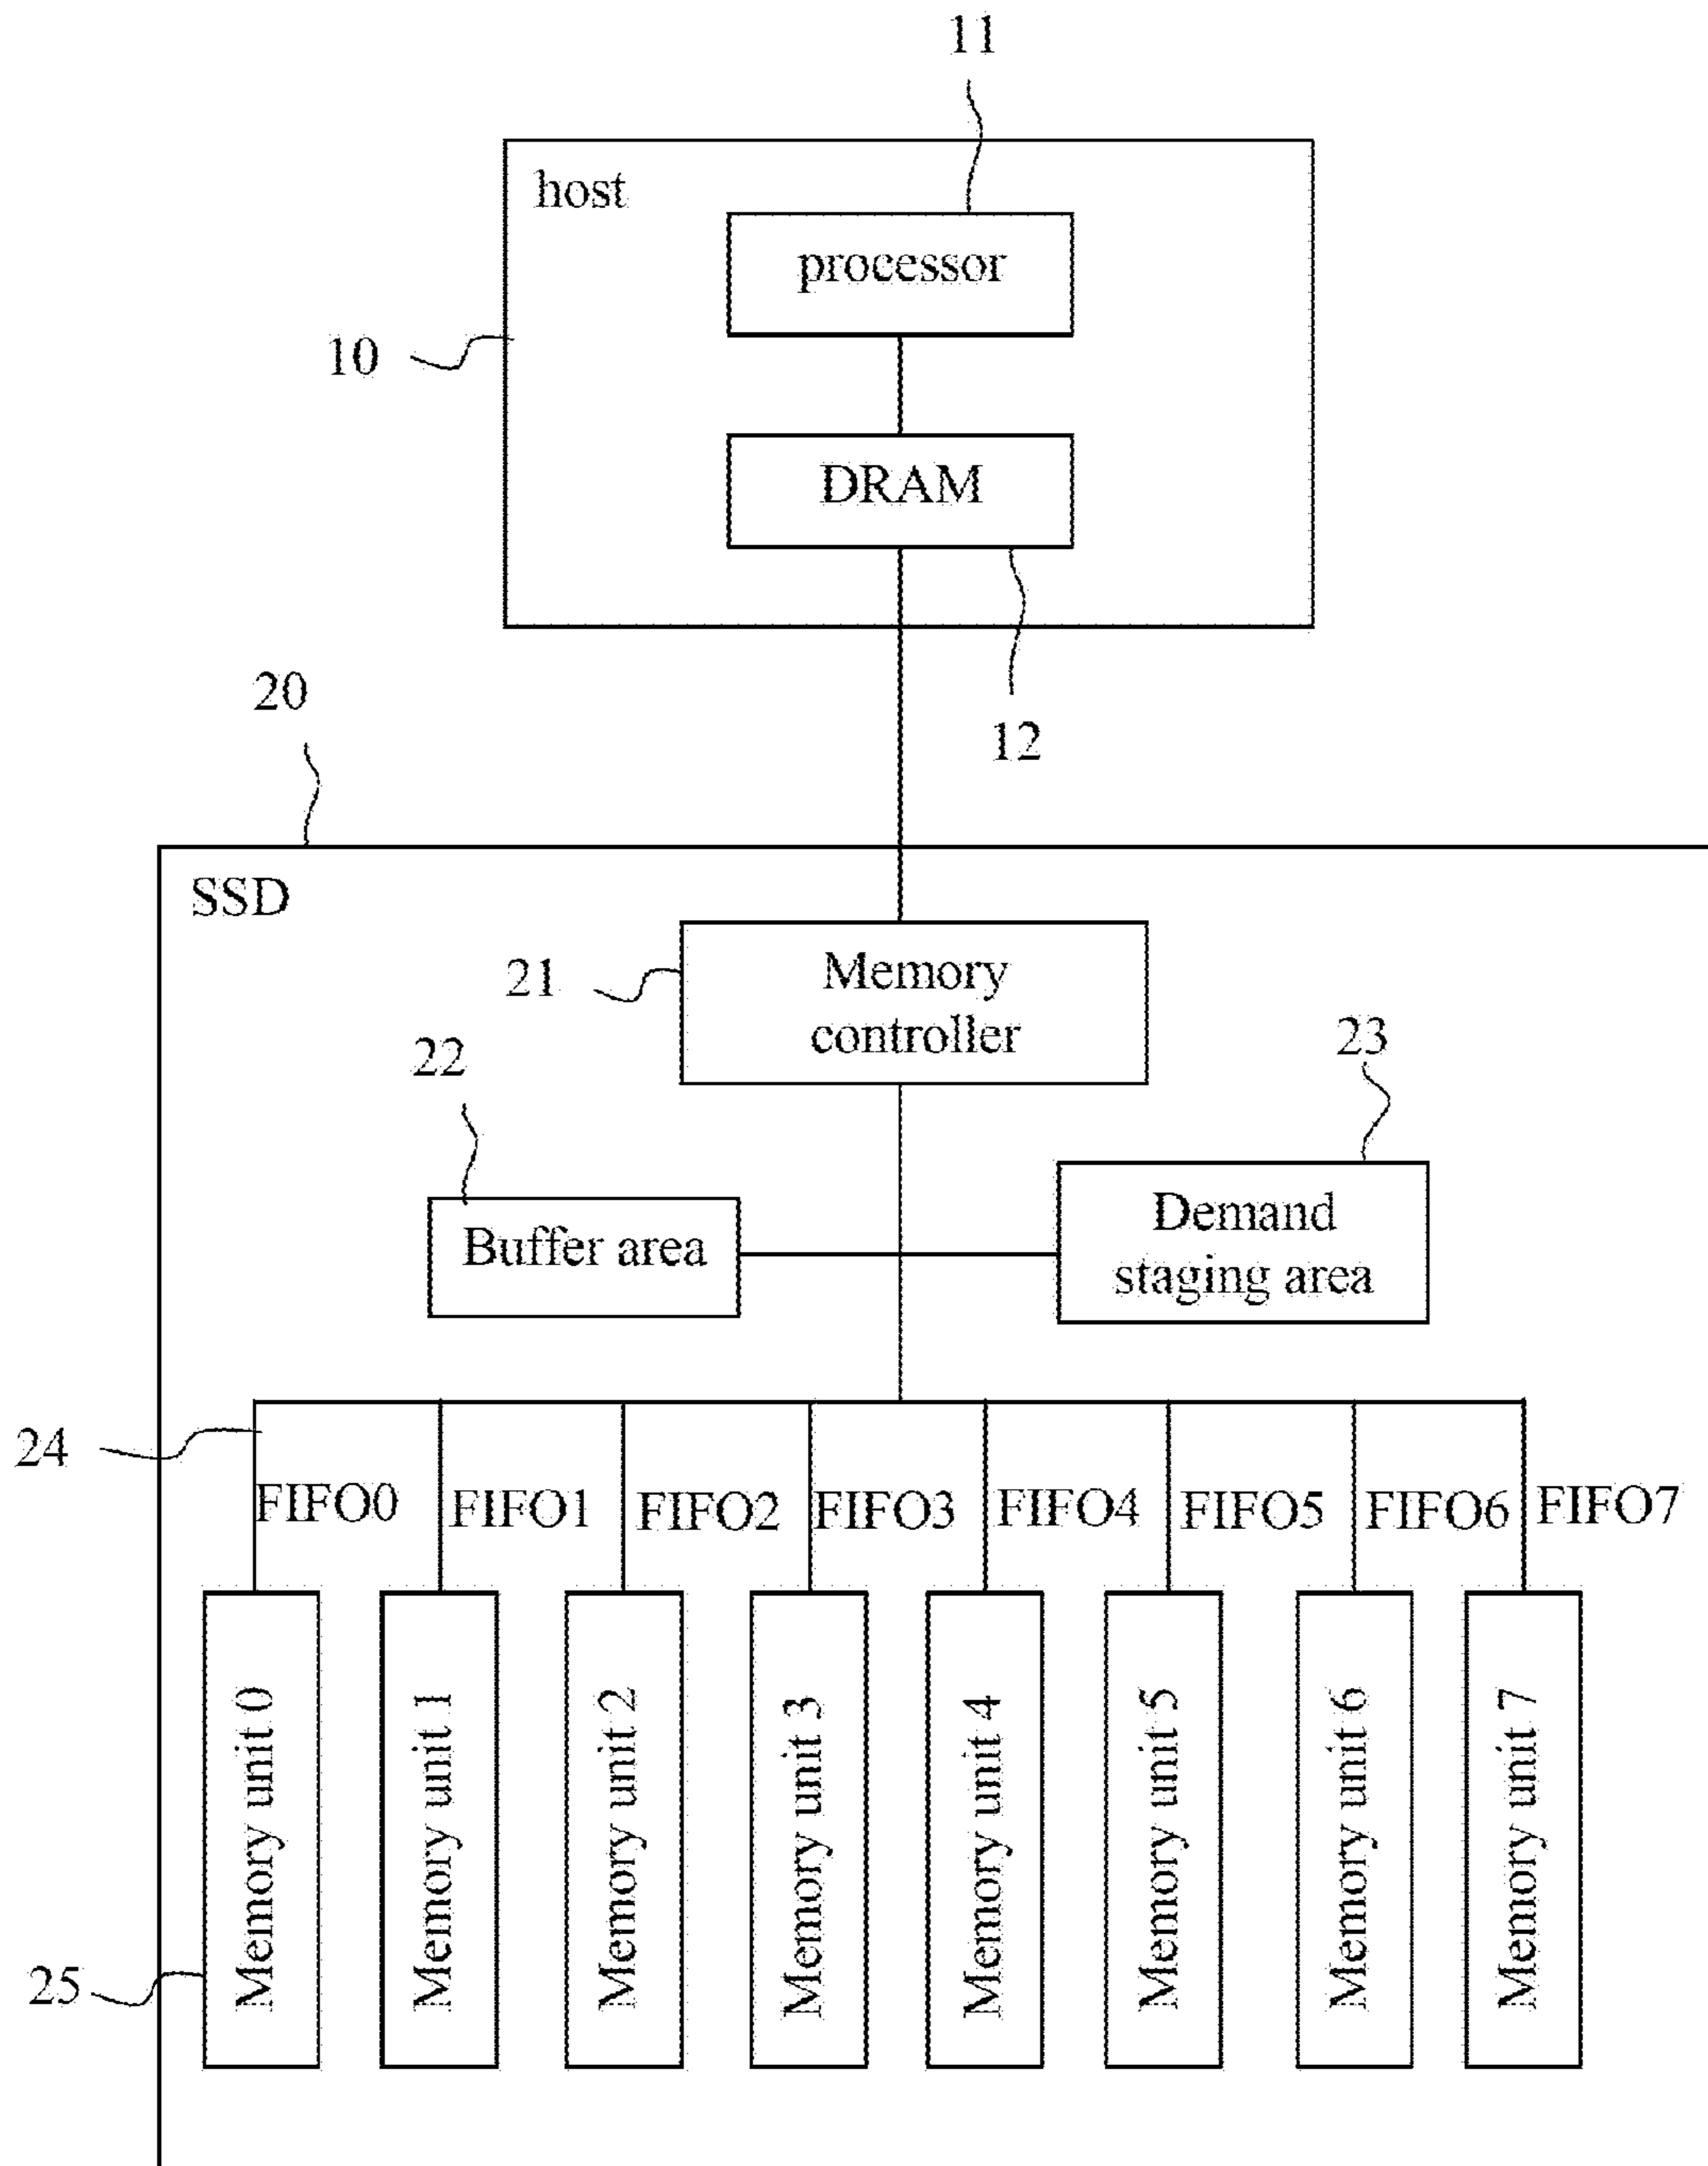 11
host
processor
10
DRAM
12
20
SSD
21
Memory
controller
22
23
Buffer area
Demand
staging area
24
FIFO0
FIFO1
FIFO2
FIFO3
FIFO4
FIFO5
FIFO6
FIFO7
Memory unit 0
Memory unit 1
Memory unit 2
Memory unit 3
Memory unit 4
Memory unit 5
Memory unit 6
Memory unit 7
25